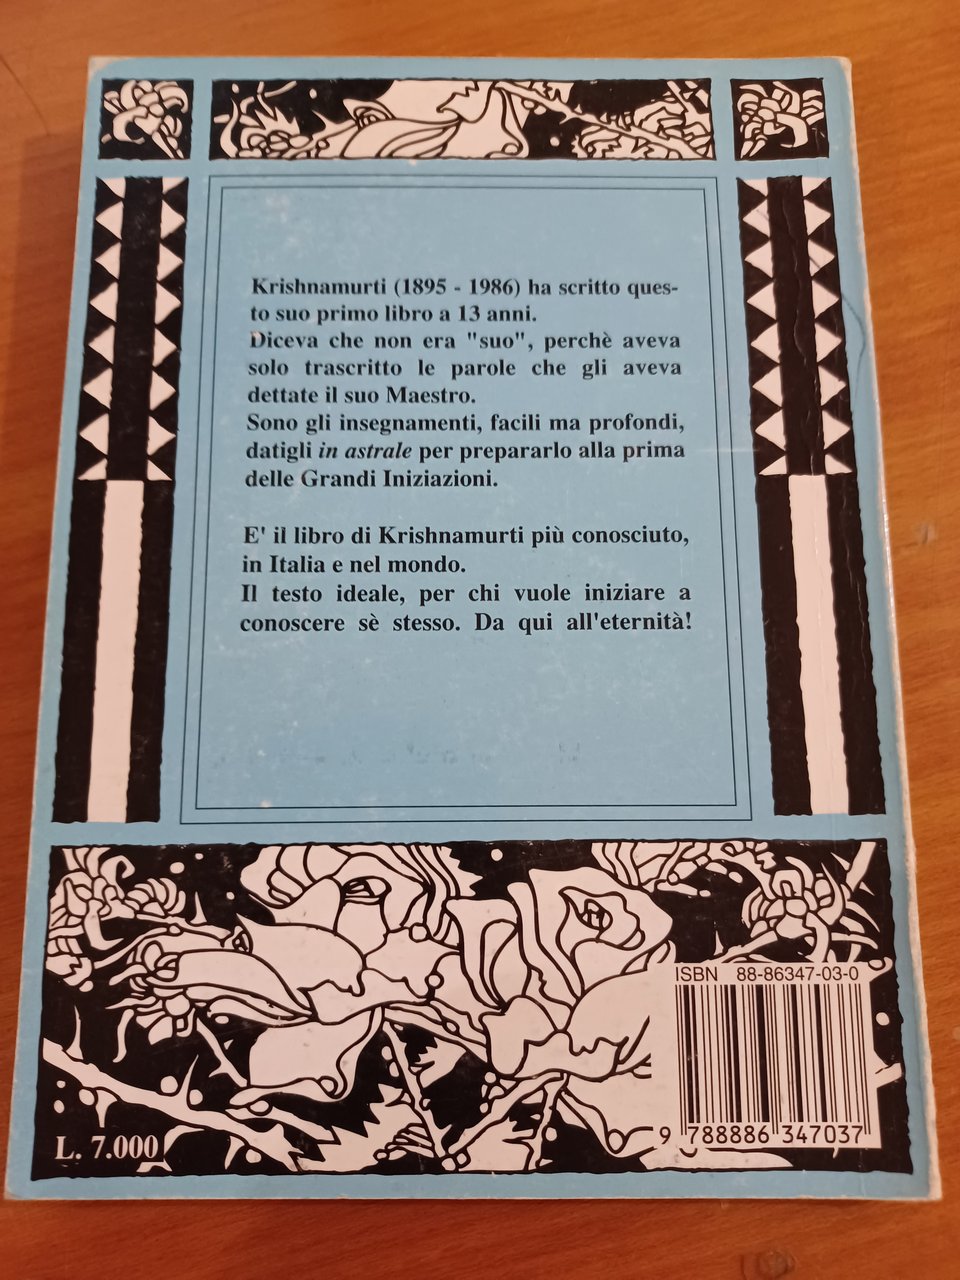 Krishnamurti (1895 - 1986) ha scritto ques-
to suo primo libro a 13 anni.
Diceva che non era "suo", perchè aveva
solo trascritto le parole che gli aveva
dettate il suo Maestro.
Sono gli insegnamenti, facili ma profondi,
datigli in astrale per prepararlo alla prima
delle Grandi Iniziazioni.
E' il libro di Krishnamurti più conosciuto,
in Italia e nel mondo.
Il testo ideale, per chi vuole iniziare a
conoscere sè stesso. Da qui all'eternità!
ISBN 88-86347-03-0
9 788886 347037
L. 7.000